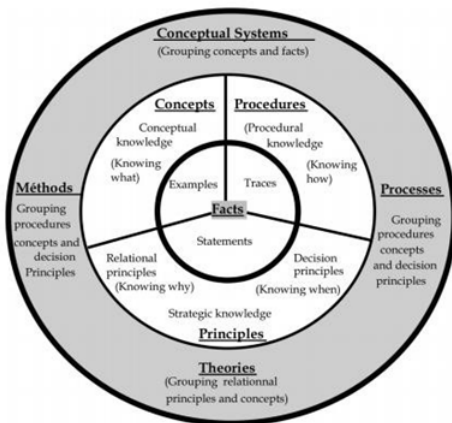 Conceptual Systems
(Grouping concepts and facts)
Concepts
Conceptual
knowledge
(Knowing
what)
Procedures
(Procedural
knowledge
(Knowing
how)
Examples
Traces
Facts
Statements
Méthods
Grouping
procedures
concepts and
decision
Principles
Processes
Grouping
procedures
concepts
and decision
principles
Relational
principles
(Knowing why)
Decision
principles
(Knowing when)
Strategic knowledge
Principles
Theories
(Grouping relationnal
principles and concepts)